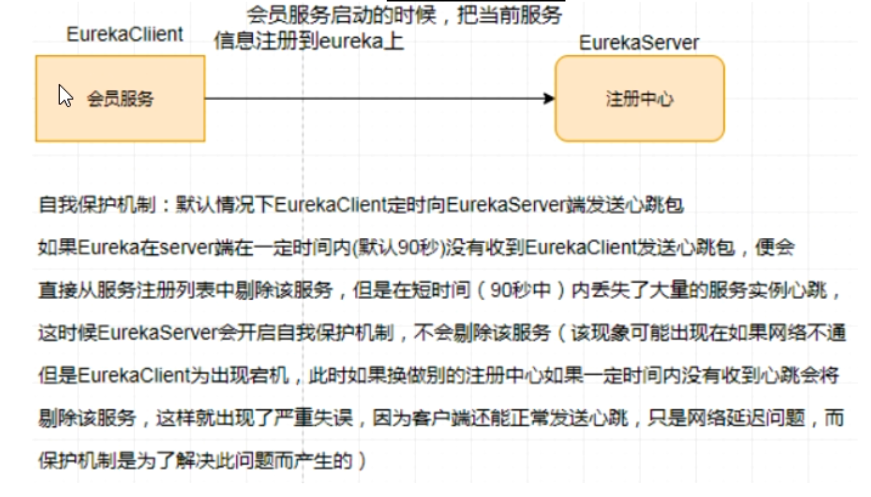 会员服务启动的时候，把当前服务
信息注册到eureka上
EurekaCliient
EurekaServer
会员服务
注册中心
自我保护机制：默认情况下EurekaClient定时向EurekaServer端发送心跳包
如果Eureka在server端在一定时间内(默认90秒)没有收到EurekaClient发送心跳包，便会
直接从服务注册列表中剔除该服务，但是在短时间（90秒中）内丢失了大量的服务实例心跳，
这时候EurekaServer会开启自我保护机制，不会剔除该服务（该现象可能出现在如果网络不通
但是EurekaClient为出现宕机，此时如果换做别的注册中心如果一定时间内没有收到心跳会将
剔除该服务，这样就出现了严重失误，因为客户端还能正常发送心跳，只是网络延迟问题，而
保护机制是为了解决此问题而产生的）